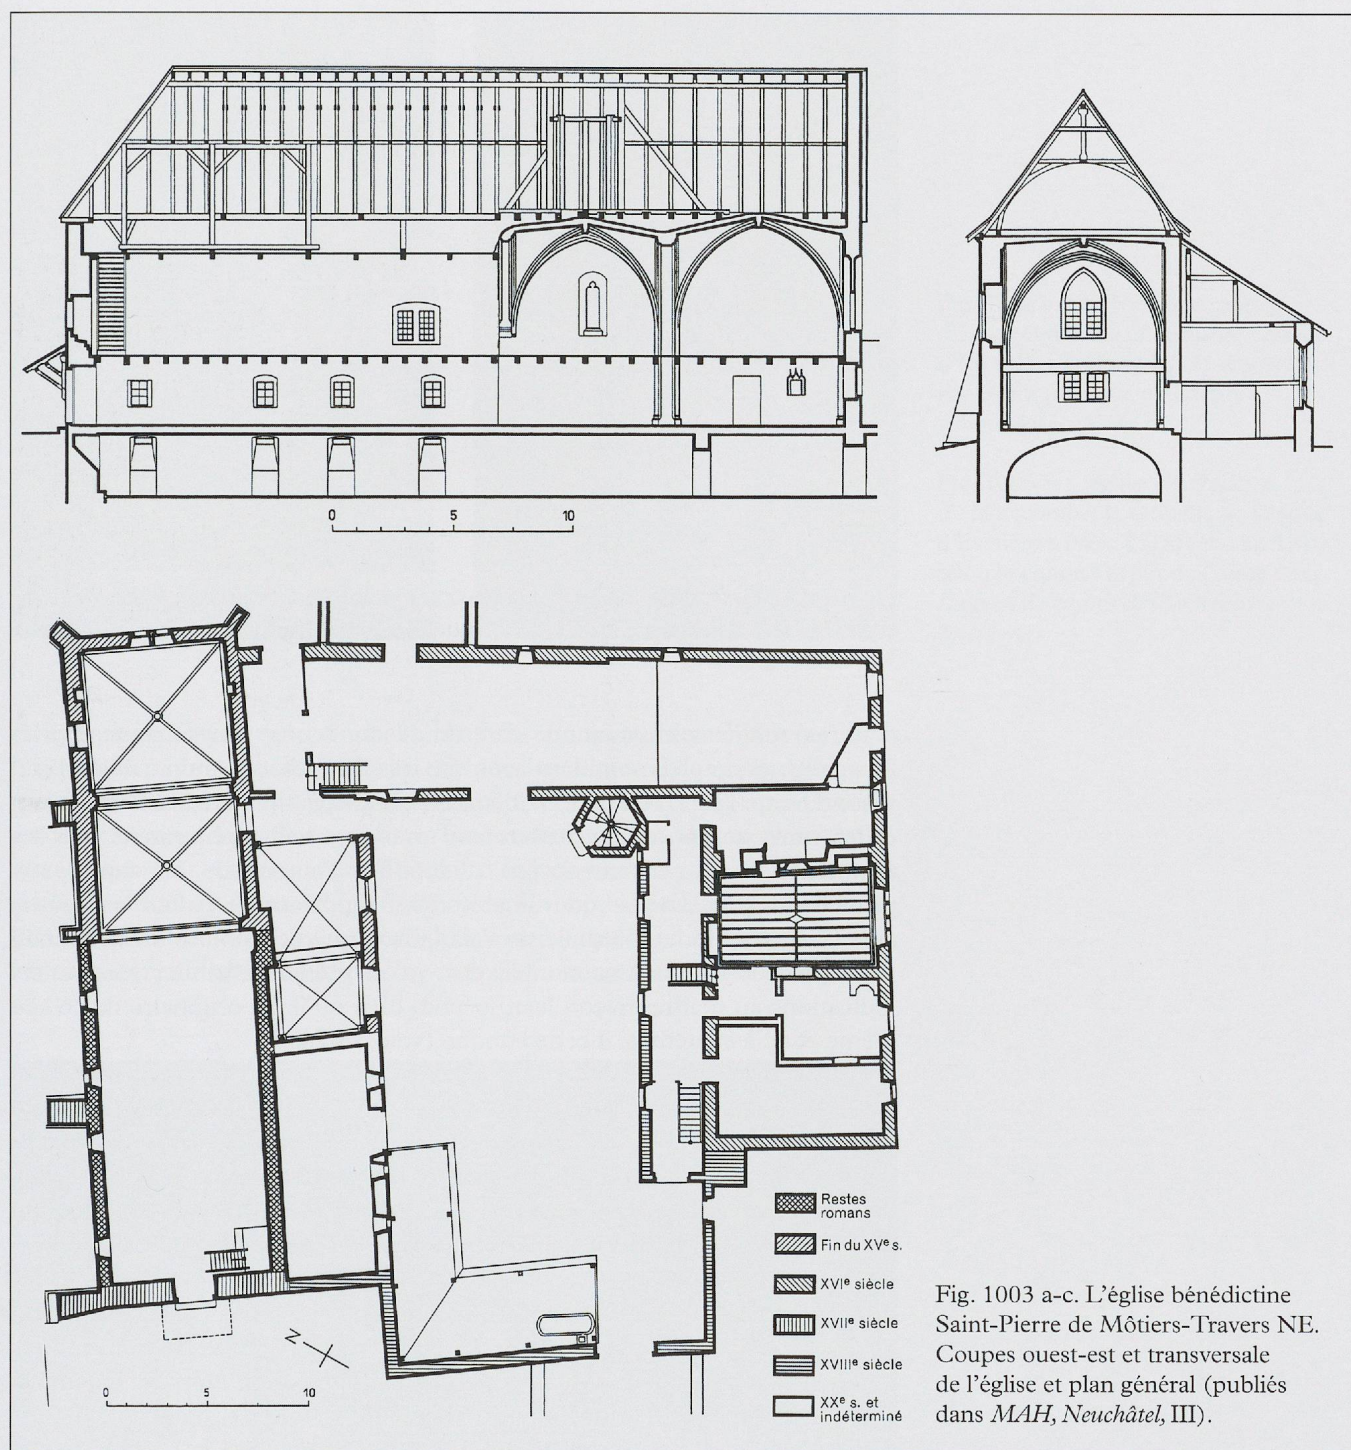 0 5 10
N
0 5 10
Restes
romans
Fin du XVe s.
XVIe siècle
XVIIe siècle
XVIIIe siècle
XXe s. et
indéterminé
Fig. 1003 a-c. L'église bénédictine
Saint-Pierre de Môtiers-Travers NE.
Coupes ouest-est et transversale
de l'église et plan général (publiés
dans MAH, Neuchâtel, III).